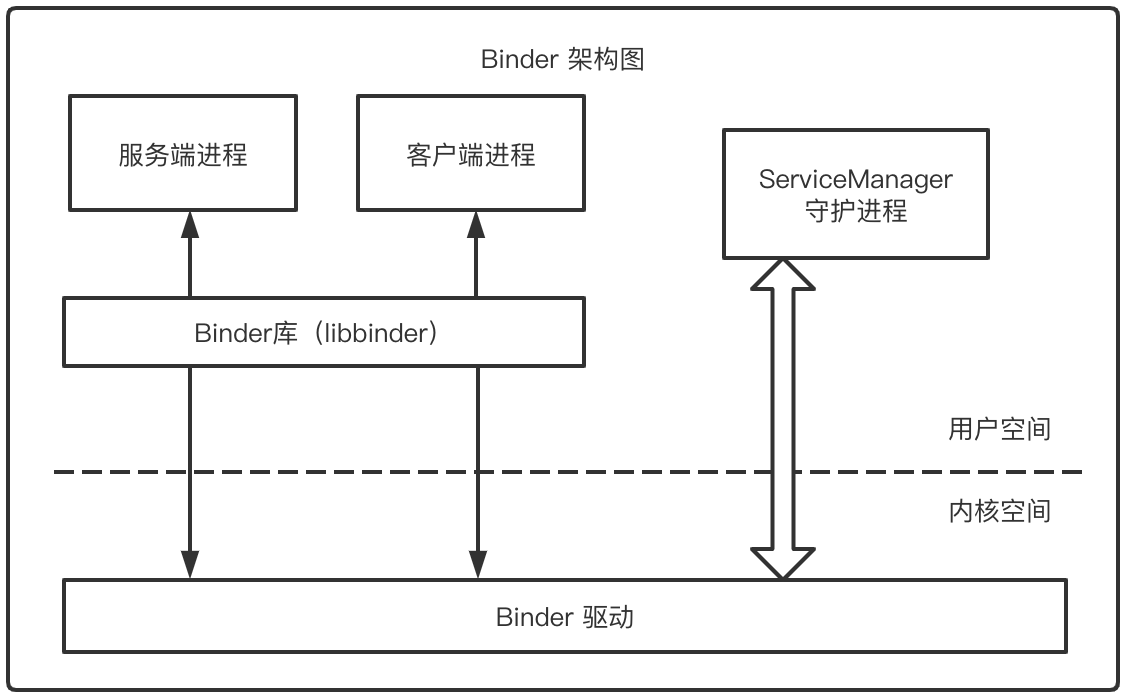 Binder 架构图
服务端进程
客户端进程
ServiceManager
守护进程
Binder库（libbinder）
用户空间
内核空间
Binder 驱动